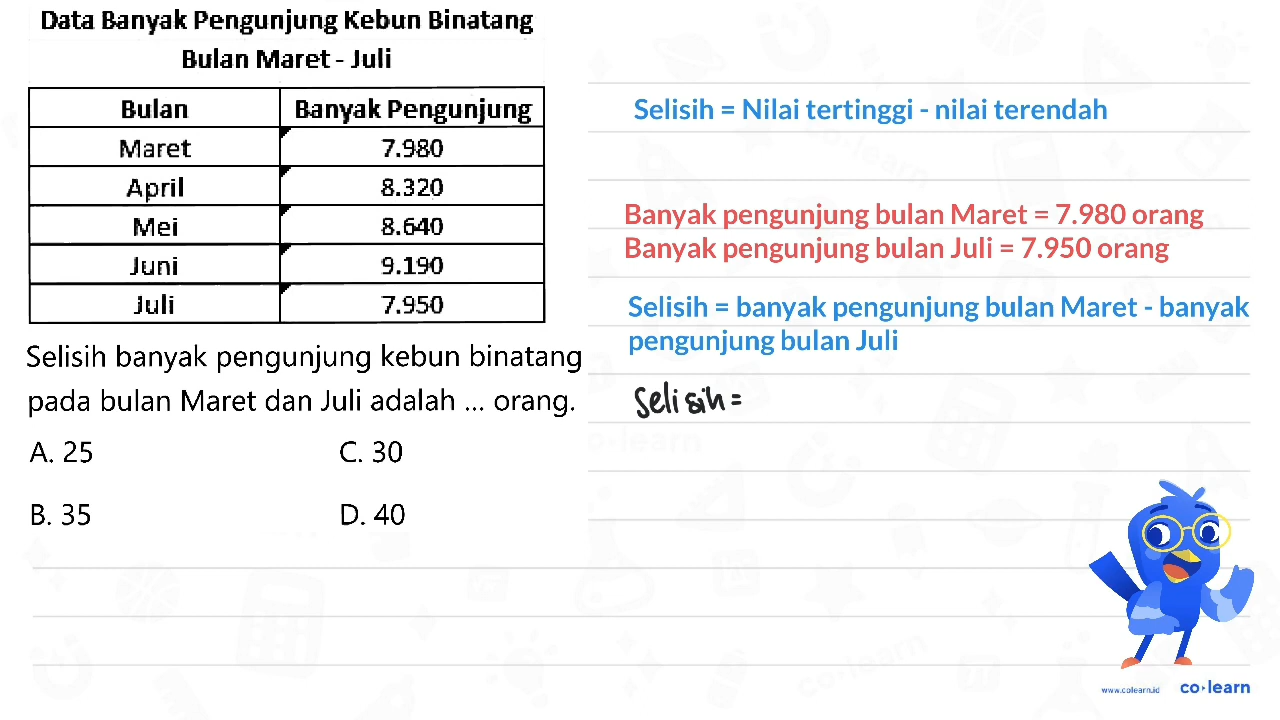 Data Banyak Pengunjung Kebun Binatang
Bulan Maret - Juli
Bulan Banyak Pengunjung
Maret 7.980
April 8.320
Mei 8.640
Juni 9.190
Juli 7.950
Selisih banyak pengunjung kebun binatang
pada bulan Maret dan Juli adalah ... orang.
A. 25 C. 30
B. 35 D. 40
Selisih = Nilai tertinggi - nilai terendah
Banyak pengunjung bulan Maret = 7.980 orang
Banyak pengunjung bulan Juli = 7.950 orang
Selisih = banyak pengunjung bulan Maret - banyak
pengunjung bulan Juli
Selisih =
www.colearn.id co·learn